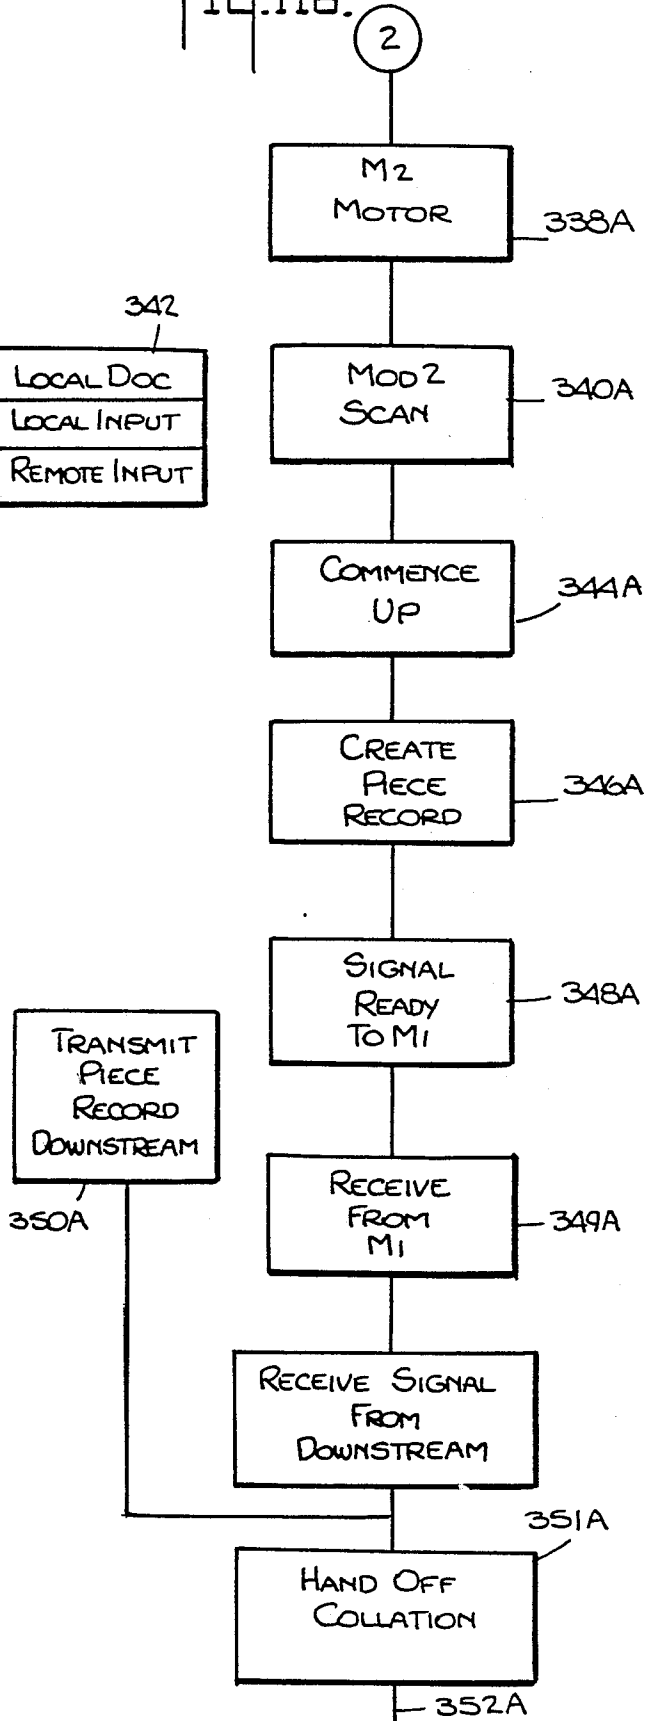 2
M2
MOTOR
338A
342
LOCAL DOC
LOCAL INPUT
REMOTE INPUT
MOD 2
SCAN
340A
COMMENCE
UP
344A
CREATE
PIECE
RECORD
346A
SIGNAL
READY
TO M1
348A
TRANSMIT
PIECE
RECORD
DOWNSTREAM
350A
RECEIVE
FROM
M1
349A
RECEIVE SIGNAL
FROM
DOWNSTREAM
351A
HAND OFF
COLLATION
352A